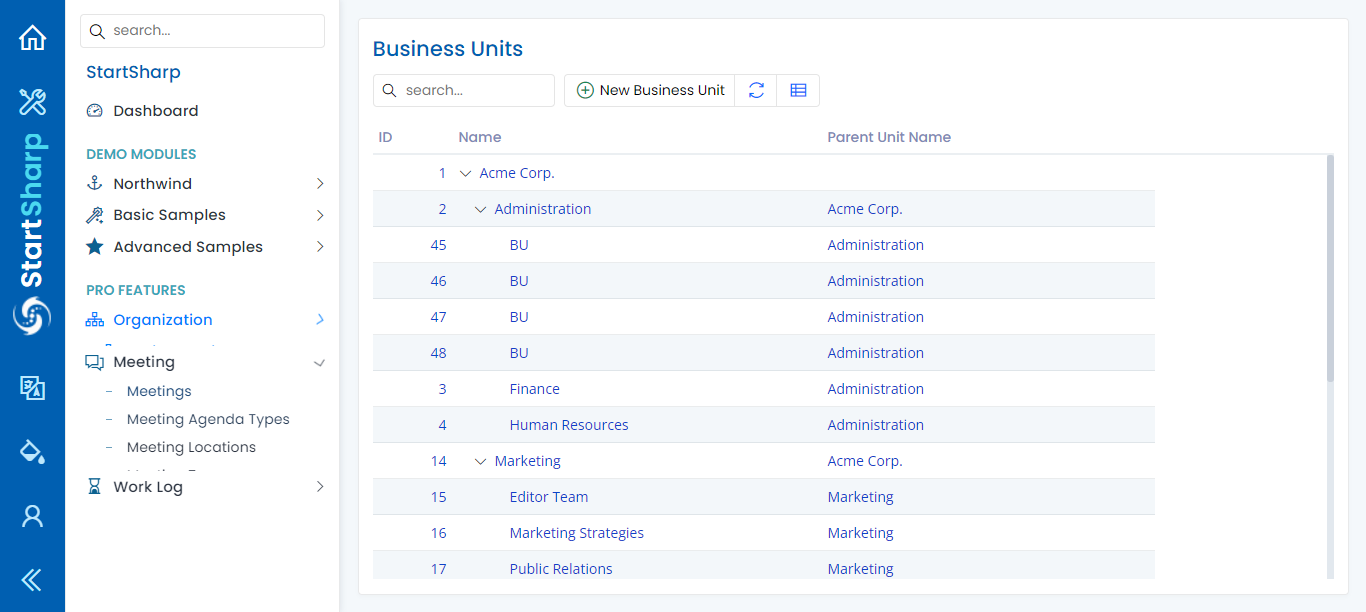 StartSharp
search...
StartSharp
Dashboard
DEMO MODULES
Northwind
Basic Samples
Advanced Samples
PRO FEATURES
Organization
Meeting
Meetings
Meeting Agenda Types
Meeting Locations
Work Log
Business Units
search...
New Business Unit
ID Name Parent Unit Name
1 Acme Corp.
2 Administration Acme Corp.
45 BU Administration
46 BU Administration
47 BU Administration
48 BU Administration
3 Finance Administration
4 Human Resources Administration
14 Marketing Acme Corp.
15 Editor Team Marketing
16 Marketing Strategies Marketing
17 Public Relations Marketing